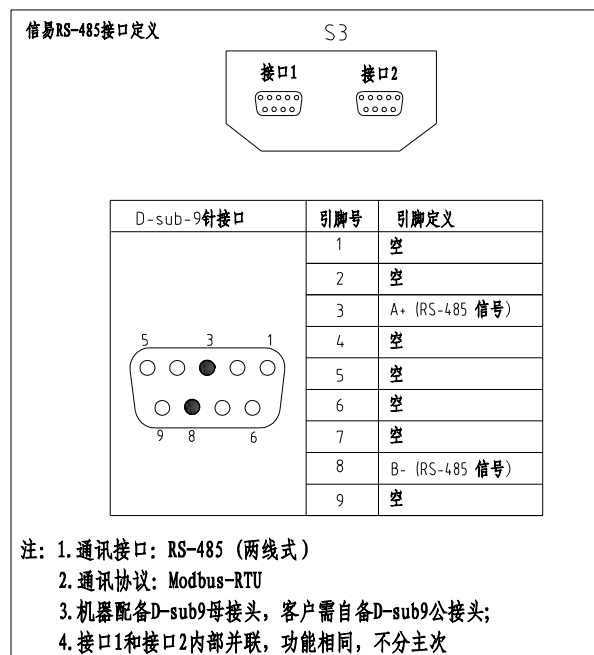 信易RS-485接口定义
S3
接口1 接口2
D-sub-9针接口 引脚号 引脚定义
1 空
2 空
3 A+ (RS-485 信号)
4 空
5 空
6 空
7 空
8 B- (RS-485 信号)
9 空
5 3 1
9 8 6
注: 1.通讯接口: RS-485 (两线式)
2.通讯协议: Modbus-RTU
3.机器配备D-sub9母接头, 客户需自备D-sub9公接头;
4.接口1和接口2内部并联, 功能相同, 不分主次